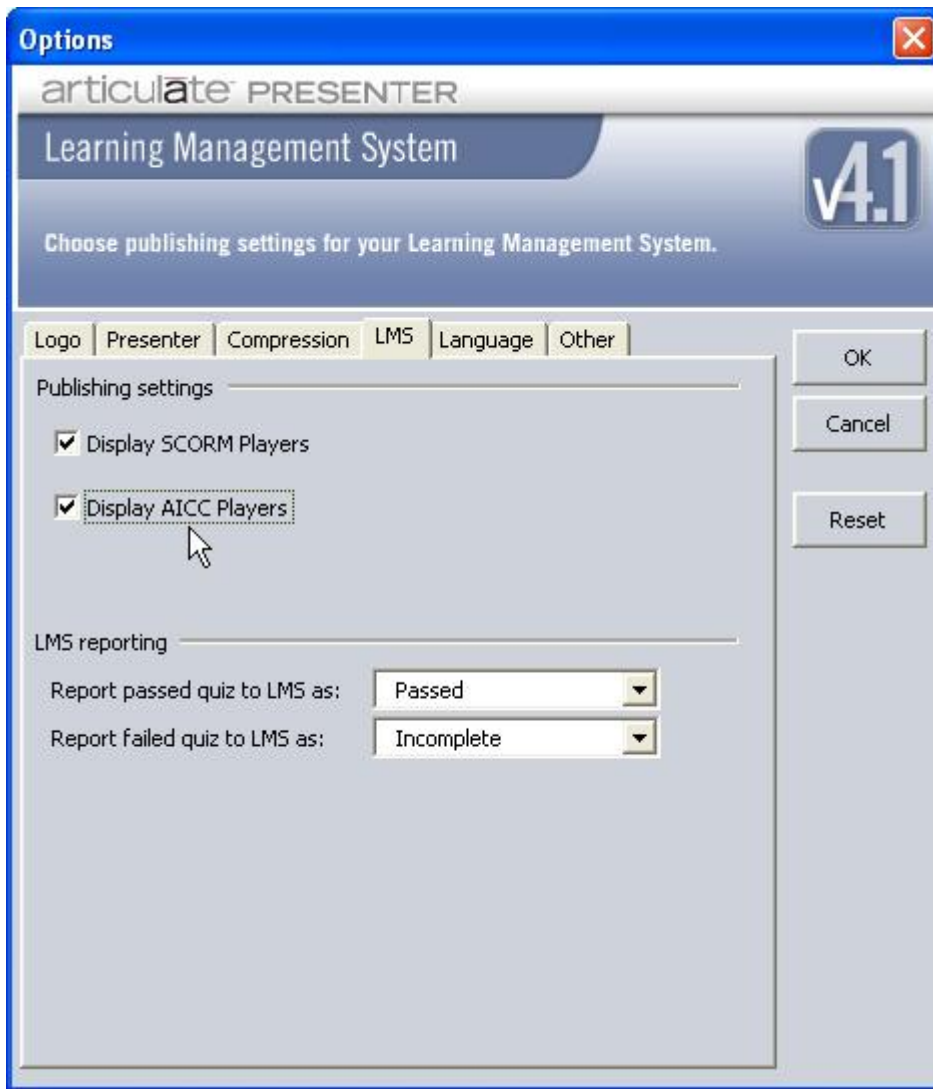 Options
articulāte PRESENTER
Learning Management System
v4.1
Choose publishing settings for your Learning Management System.
Logo Presenter Compression LMS Language Other
OK
Publishing settings
Cancel
Display SCORM Players
Display AICC Players
Reset
LMS reporting
Report passed quiz to LMS as: Passed
Report failed quiz to LMS as: Incomplete